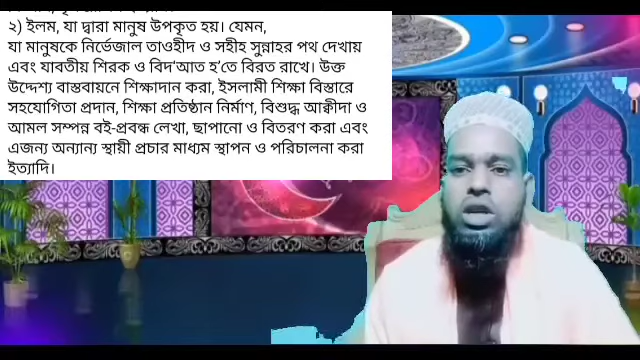 ২) ইলম, যা দ্বারা মানুষ উপকৃত হয়। যেমন,
যা মানুষকে নির্ভেজাল তাওহীদ ও সহীহ সুন্নাহর পথ দেখায়
এবং যাবতীয় শিরক ও বিদ‘আত হ’তে বিরত রাখে। উক্ত
উদ্দেশ্য বাস্তবায়নে শিক্ষাদান করা, ইসলামী শিক্ষা বিস্তারে
সহযোগিতা প্রদান, শিক্ষা প্রতিষ্ঠান নির্মাণ, বিশুদ্ধ আক্বীদা ও
আমল সম্পন্ন বই-প্রবন্ধ লেখা, ছাপানো ও বিতরণ করা এবং
এজন্য অন্যান্য স্থায়ী প্রচার মাধ্যম স্থাপন ও পরিচালনা করা
ইত্যাদি।